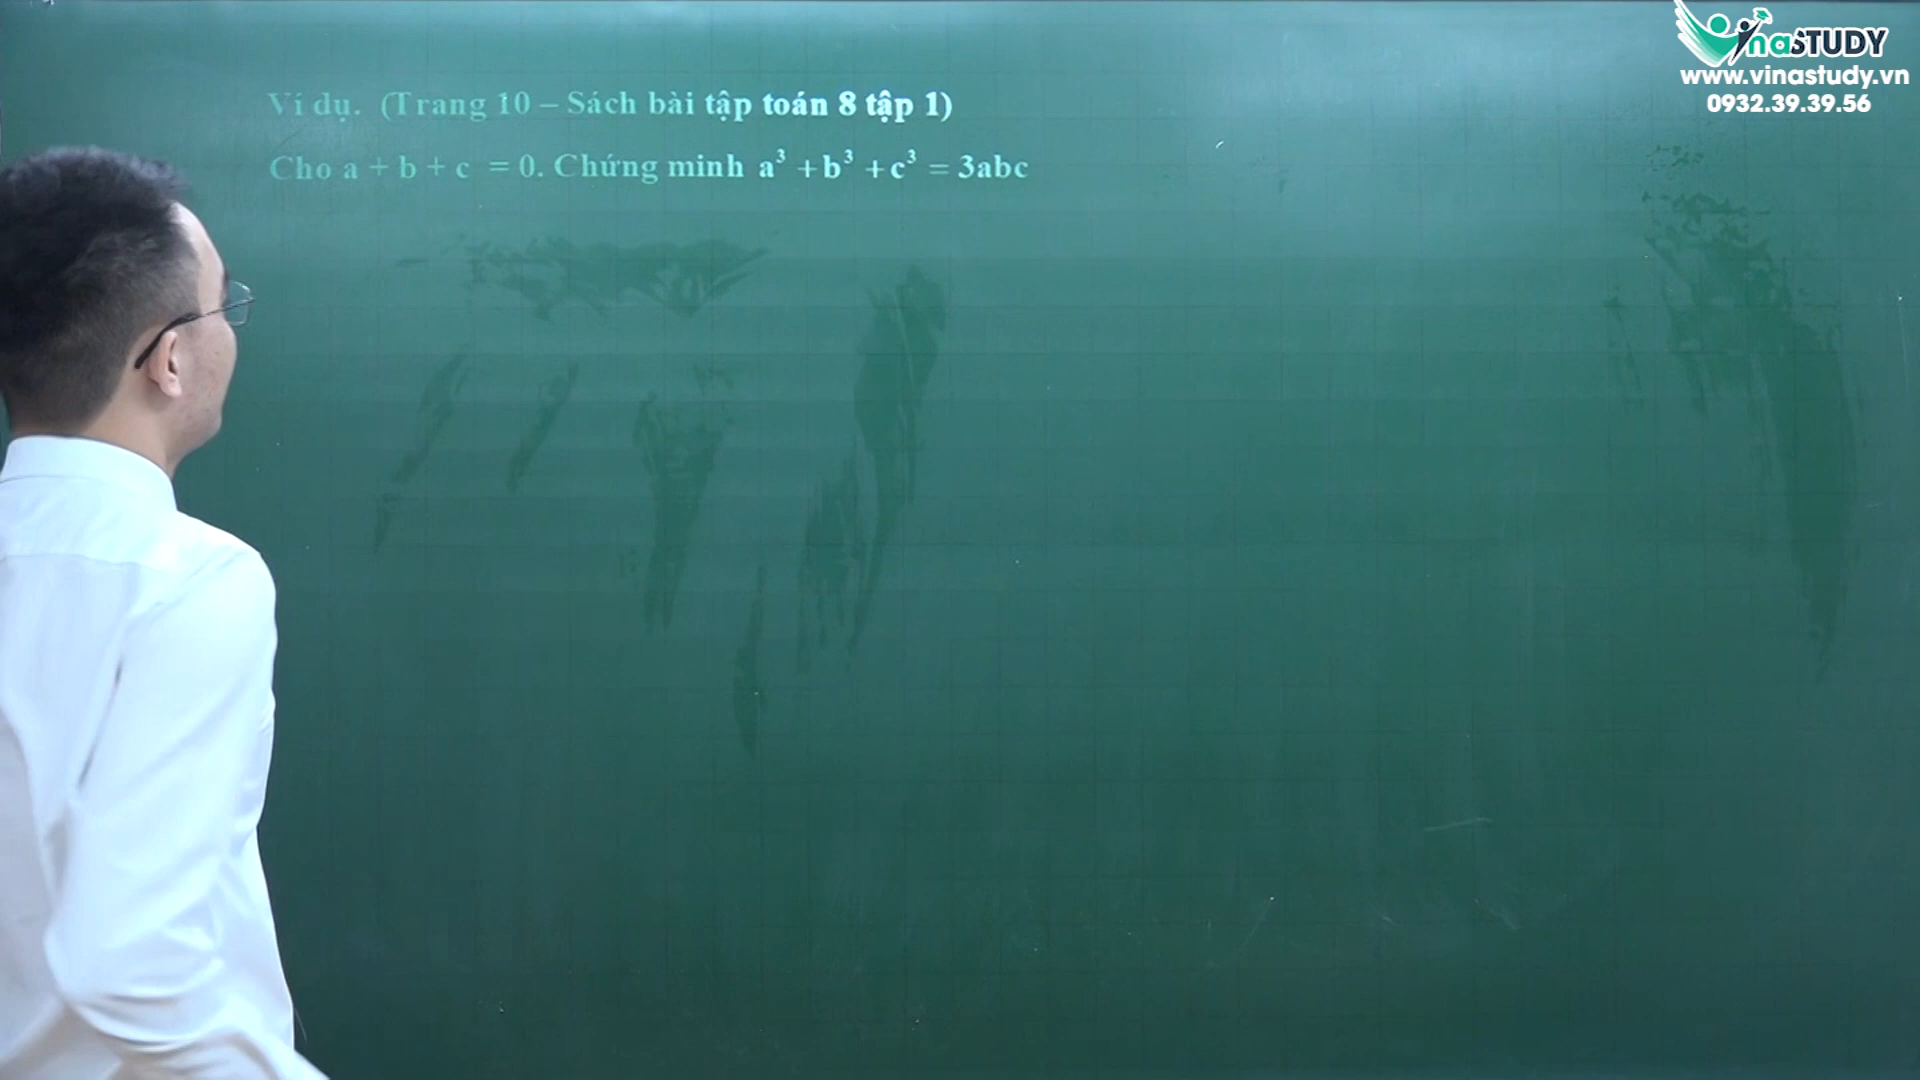 VinaSTUDY
www.vinastudy.vn
0932.39.39.56
Ví dụ. (Trang 10 – Sách bài tập toán 8 tập 1)
Cho a + b + c = 0. Chứng minh a³ + b³ + c³ = 3abc